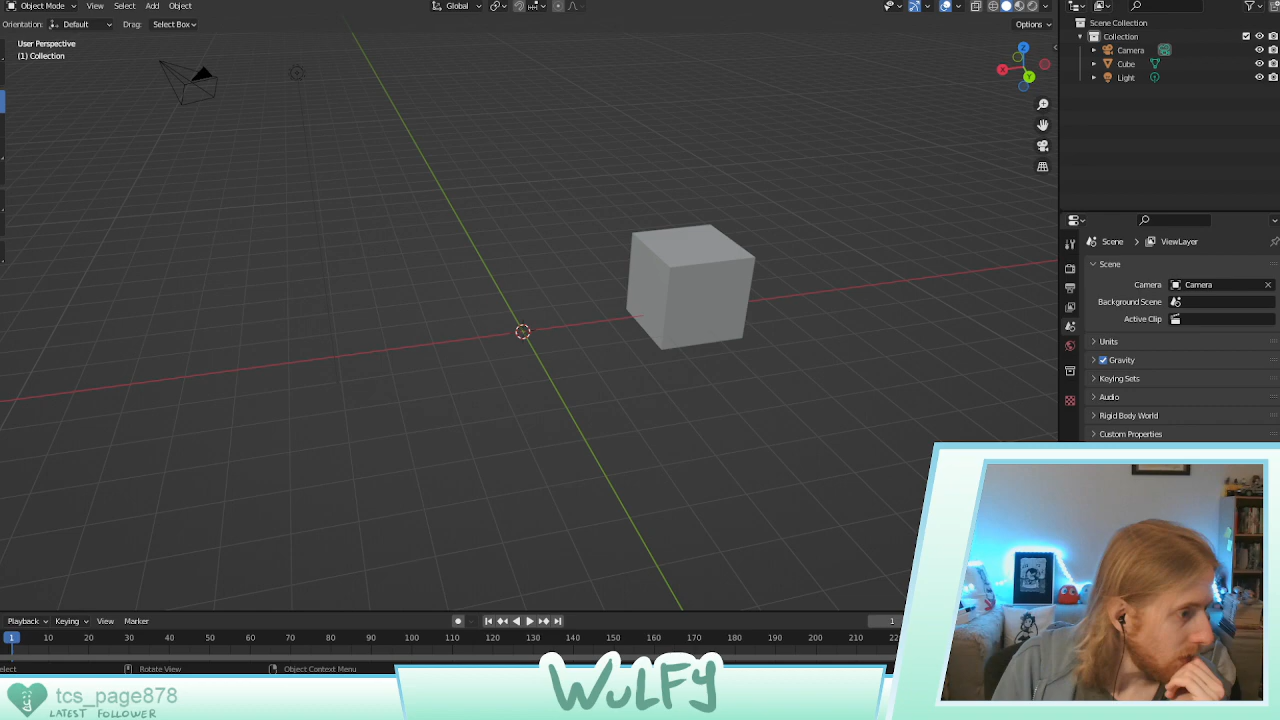 Object Mode View Select Add Object Global
Orientation: Default Drag: Select Box Options
User Perspective
(1) Collection
Z
X
Y
Scene Collection
Collection
Camera
Cube
Light
Scene ViewLayer
Scene
Camera Camera
Background Scene
Active Clip
Units
Gravity
Keying Sets
Audio
Rigid Body World
Custom Properties
Playback Keying View Marker 1
1 10 20 30 40 50 60 70 80 90 100 110 120 130 140 150 160 170 180 190 200 210
Rotate View Object Context Menu
WULFY
tcs_page878
LATEST FOLLOWER